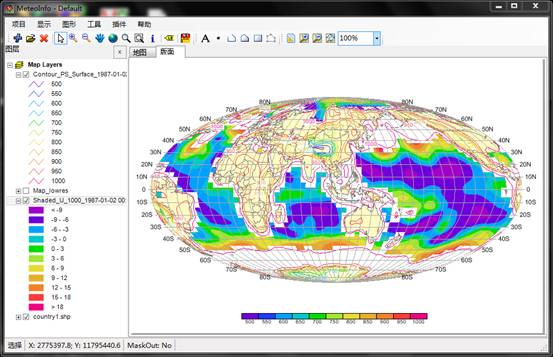 MeteoInfo - Default
项目 显示 图形 工具 插件 帮助
100%
图层 x
地图 版面
Map Layers
Contour_PS_Surface_1987-01-02
500
550
600
650
700
750
800
850
900
960
1000
Map_lowres
Shaded_U_1000_1987-01-02 00:
< -9
-9 - -6
-6 - -3
-3 - 0
0 - 3
3 - 6
6 - 9
9 - 12
12 - 15
15 - 18
> 18
country1.shp
80N 80N
70N 70N
60N 60N
50N 50N
40N 40N
30N 30N
20N 20N
10N 10N
0 0
10S 10S
20S 20S
30S 30S
40S 40S
50S 50S
60S 60S
70S 70S
80S 80S
500 550 600 650 700 750 800 850 900 950 1000
选择 X: 2775397.8; Y: 11795440.6 MaskOut: No